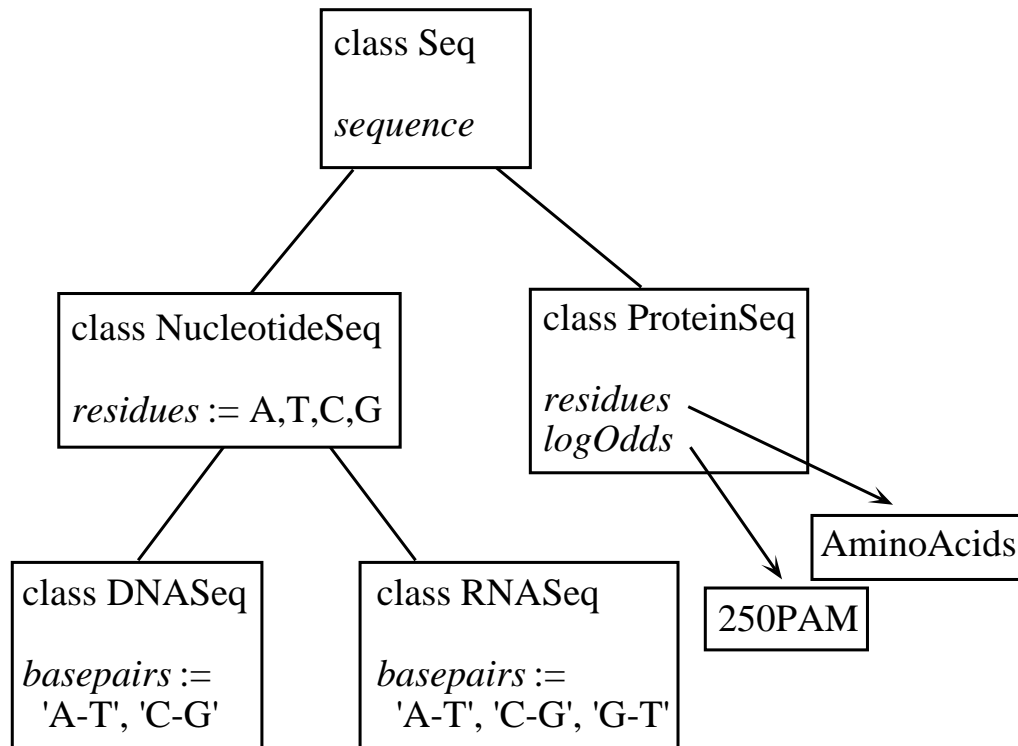 class Seq
sequence
class NucleotideSeq
residues := A,T,C,G
class ProteinSeq
residues
logOdds
AminoAcids
250PAM
class DNASeq
basepairs :=
'A-T', 'C-G'
class RNASeq
basepairs :=
'A-T', 'C-G', 'G-T'